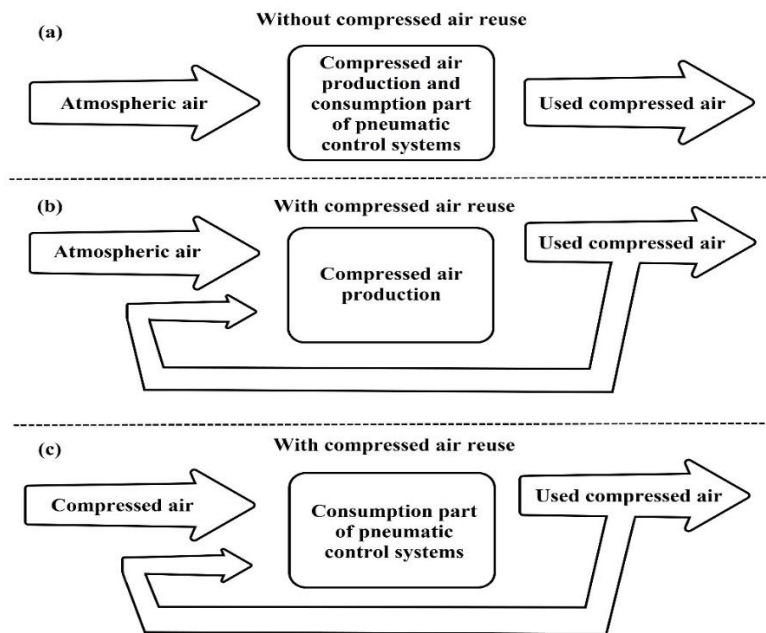 (a)
Without compressed air reuse
Atmospheric air
Compressed air
production and
consumption part
of pneumatic
control systems
Used compressed air
(b)
With compressed air reuse
Atmospheric air
Compressed air
production
Used compressed air
(c)
With compressed air reuse
Compressed air
Consumption part
of pneumatic
control systems
Used compressed air